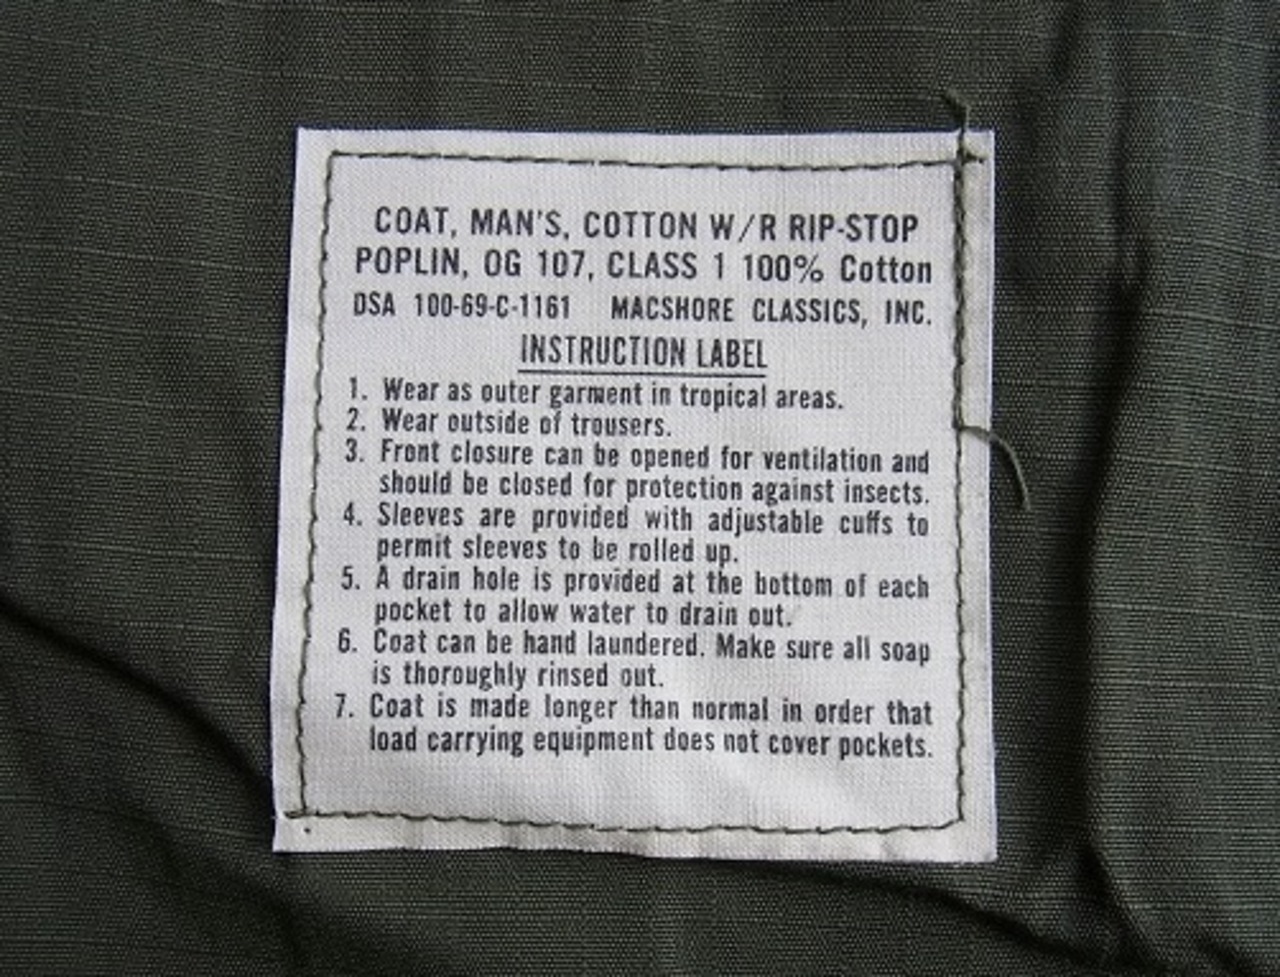 COAT, MAN'S, COTTON W/R RIP-STOP
POPLIN, OG 107, CLASS 1 100% Cotton
DSA 100-69-C-1161 MACSHORE CLASSICS, INC.
INSTRUCTION LABEL
1. Wear as outer garment in tropical areas.
2. Wear outside of trousers.
3. Front closure can be opened for ventilation and
should be closed for protection against insects.
4. Sleeves are provided with adjustable cuffs to
permit sleeves to be rolled up.
5. A drain hole is provided at the bottom of each
pocket to allow water to drain out.
6. Coat can be hand laundered. Make sure all soap
is thoroughly rinsed out.
7. Coat is made longer than normal in order that
load carrying equipment does not cover pockets.